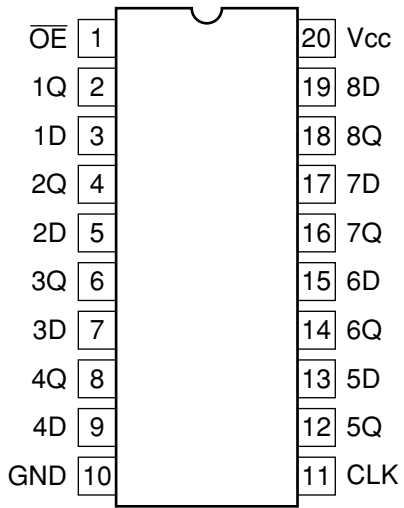 O̅E̅ 1 20 Vcc
1Q 2 19 8D
1D 3 18 8Q
2Q 4 17 7D
2D 5 16 7Q
3Q 6 15 6D
3D 7 14 6Q
4Q 8 13 5D
4D 9 12 5Q
GND 10 11 CLK